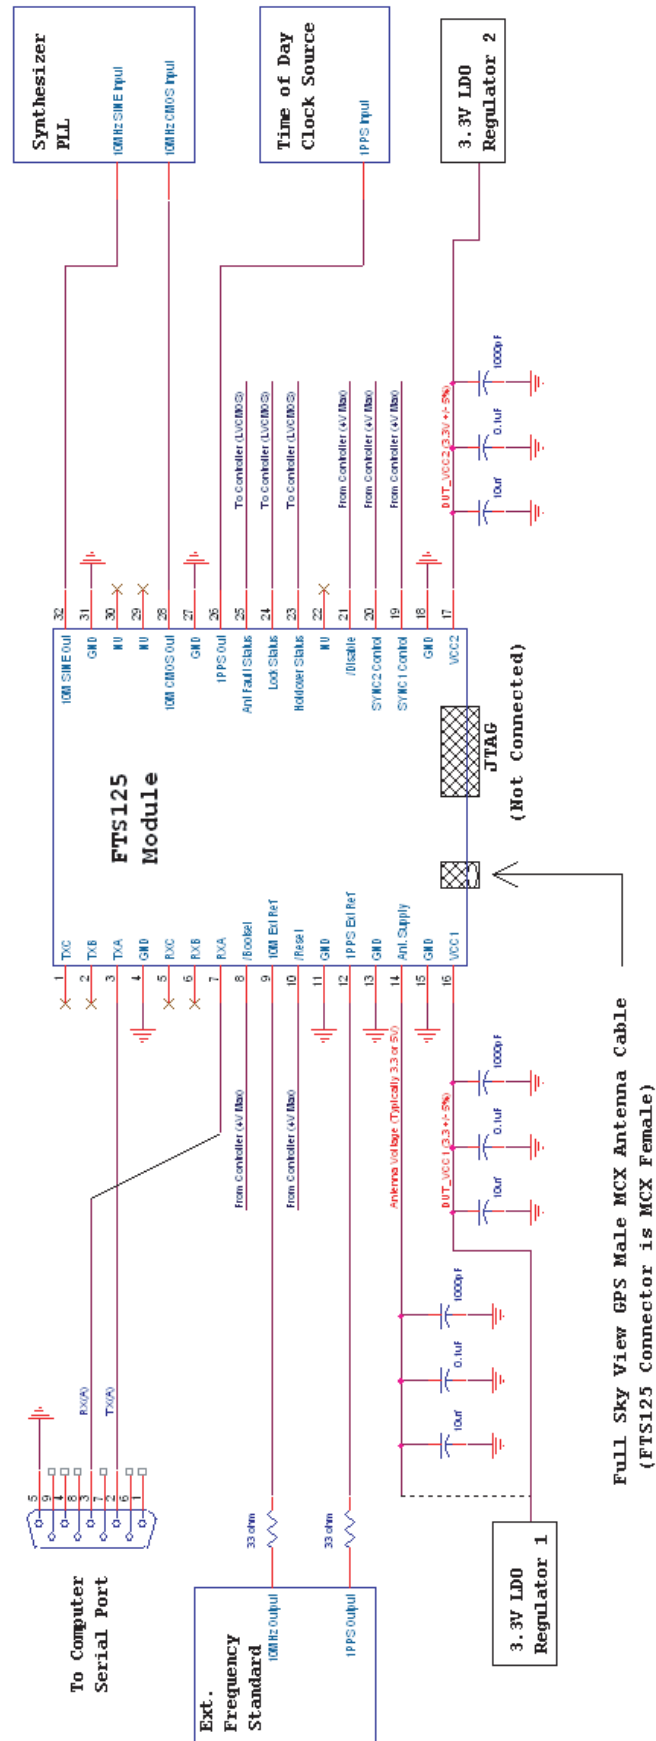 Synthesizer
PLL
10MHz SINE Input
10MHz CMOS Input
Time of Day
Clock Source
1PPS Input
3.3V LDO
Regulator 2
To Controller (LVCMOS)
To Controller (LVCMOS)
To Controller (LVCMOS)
From Controller (4V Max)
From Controller (4V Max)
From Controller (4V Max)
DUT_VCC2 (3.3V +/- 5%)
10uf
0.1uF
1000pF
32
31
30
29
28
27
26
25
24
23
22
21
20
19
18
17
10M SINE Out
GND
NU
NU
10M CMOS Out
GND
1PPS Out
Ant Fault Status
Lock Status
Holdover Status
NU
/Disable
SYNC2 Control
SYNC1 Control
GND
VCC2
FTS125
Module
JTAG
(Not Connected)
TXC
TXB
TXA
GND
RXC
RXB
RXA
/Bootsel
10M Ext Ref
/Reset
GND
1PPS Ext Ref
GND
Ant. Supply
GND
VCC1
1
2
3
4
5
6
7
8
9
10
11
12
13
14
15
16
From Controller (4V Max)
From Controller (4V Max)
Antenna Voltage (Typically 3.3 or 5V)
DUT_VCC1 (3.3 +/- 5%)
10uf
0.1uF
1000pF
10uf
0.1uF
1000pF
RX(A)
TX(A)
5
9
4
8
3
7
2
6
1
To Computer
Serial Port
33 ohm
33 ohm
Ext.
Frequency
Standard
10MHz Output
1PPS Output
3.3V LDO
Regulator 1
Full Sky View GPS Male MCX Antenna Cable
(FTS125 Connector is MCX Female)